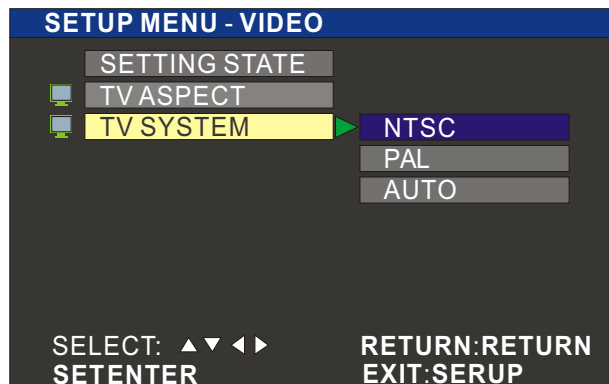 SETUP MENU - VIDEO
SETTING STATE
TV ASPECT
TV SYSTEM
NTSC
PAL
AUTO
SELECT: ▲▼◀▶
RETURN:RETURN
SETENTER
EXIT:SERUP